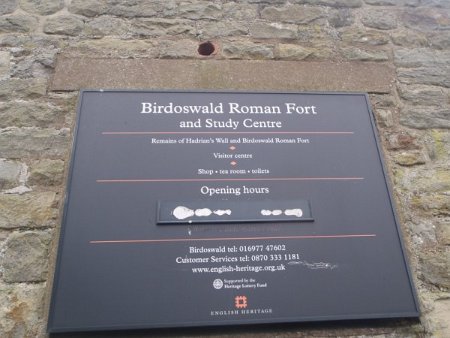 Birdoswald Roman Fort
and Study Centre
Remains of Hadrian's Wall and Birdoswald Roman Fort
Visitor centre
Shop • tea room • toilets
Opening hours
Birdoswald tel: 016977 47602
Customer Services tel: 0870 333 1181
www.english-heritage.org.uk
Supported by the
Heritage Lottery Fund
ENGLISH HERITAGE